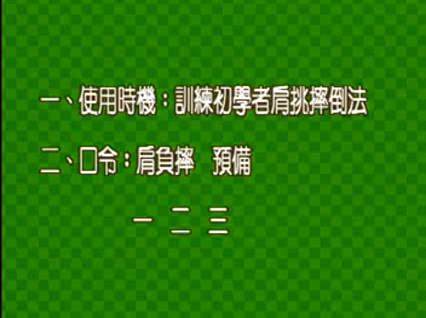 一、使用時機：訓練初學者肩挑摔倒法
二、口令：肩負摔 預備
一 二 三